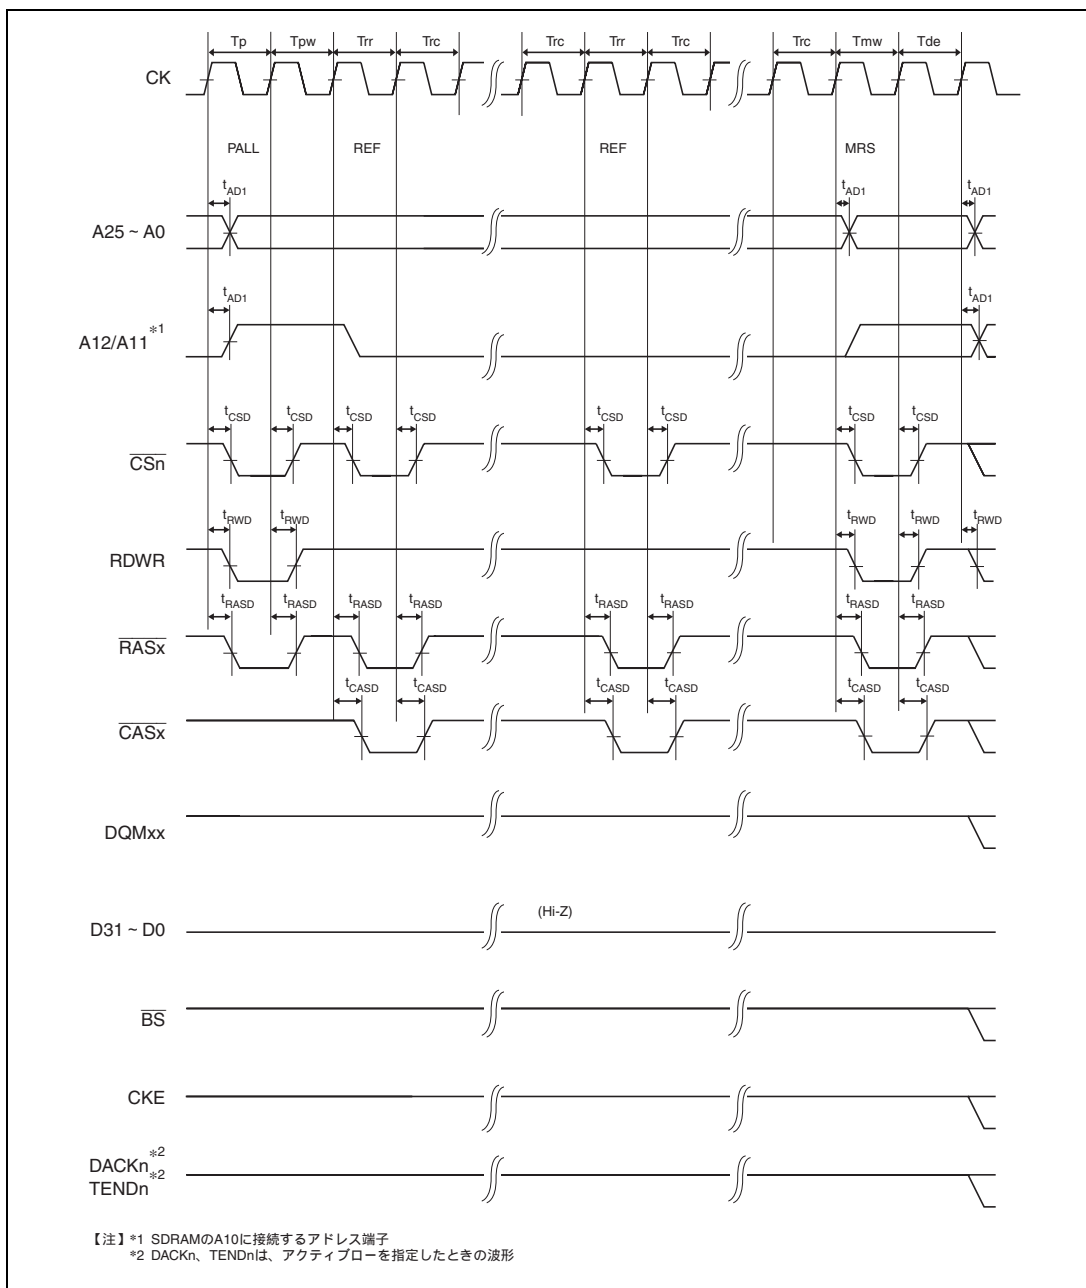 Tp Tpw Trr Trc Trc Trr Trc Trc Tmw Tde
CK
PALL REF REF MRS
tAD1 tAD1 tAD1
A25 ~ A0
tAD1 tAD1
A12/A11*1
tCSD tCSD tCSD tCSD tCSD tCSD tCSD tCSD
CSn
tRWD tRWD tRWD tRWD tRWD
RDWR
tRASD tRASD tRASD tRASD tRASD tRASD tRASD tRASD
RASx
tCASD tCASD tCASD tCASD tCASD tCASD
CASx
DQMxx
(Hi-Z)
D31 ~ D0
BS
CKE
DACKn*2
TENDn*2
【注】*1 SDRAMのA10に接続するアドレス端子
*2 DACKn、TENDnは、アクティブローを指定したときの波形